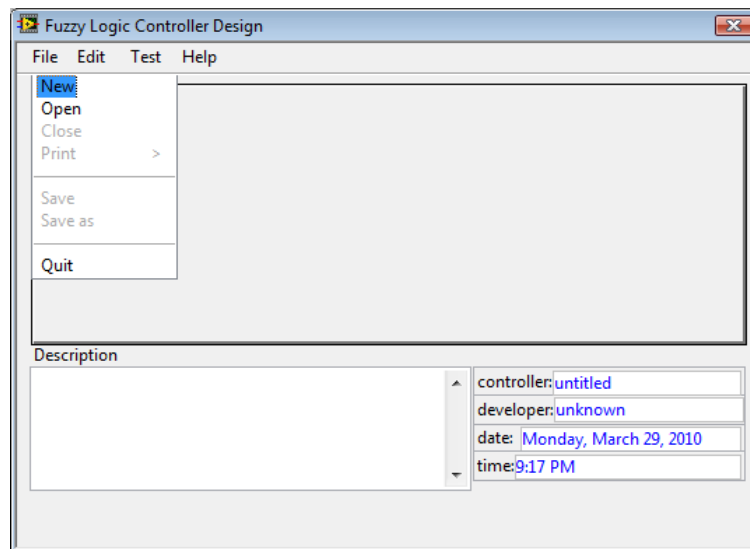 Fuzzy Logic Controller Design
File Edit Test Help
New
Open
Close
Print >
Save
Save as
Quit
Description
controller: untitled
developer: unknown
date: Monday, March 29, 2010
time: 9:17 PM